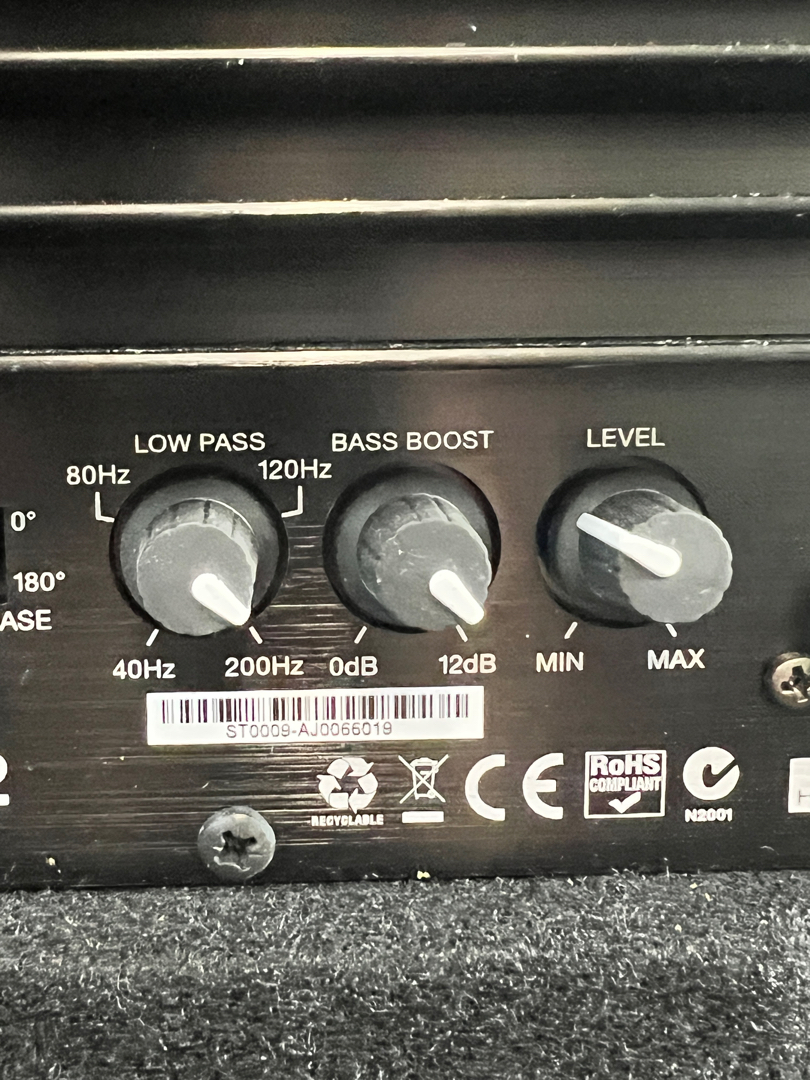 LOW PASS
BASS BOOST
LEVEL
80Hz
120Hz
0°
180°
ASE
40Hz
200Hz
0dB
12dB
MIN
MAX
ST0009-AJ0066019
2
CE
RoHS
COMPLIANT
RECYCLABLE
N2001